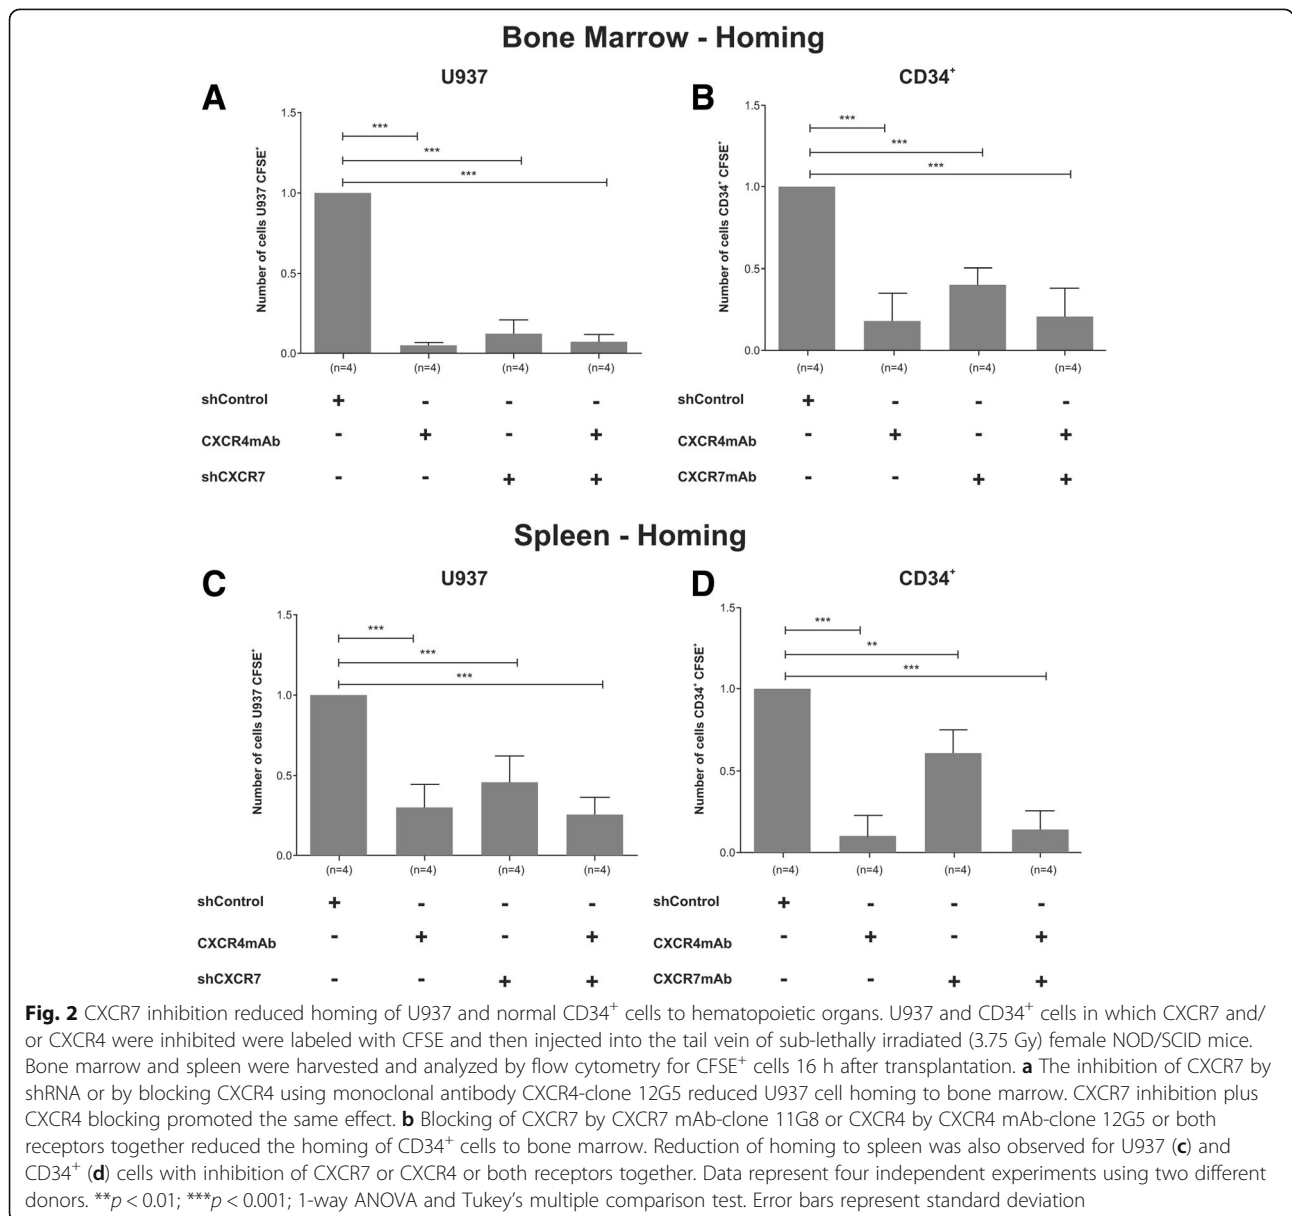 Bone Marrow - Homing
A
U937
Number of cells U937 CFSE⁺
1.5
1.0
0.5
0.0
***
***
***
(n=4) (n=4) (n=4) (n=4)
shControl + - - -
CXCR4mAb - + - +
shCXCR7 - - + +
B
CD34⁺
Number of cells CD34⁺ CFSE⁺
1.5
1.0
0.5
0.0
***
***
***
(n=4) (n=4) (n=4) (n=4)
shControl + - - -
CXCR4mAb - + - +
CXCR7mAb - - + +
Spleen - Homing
C
U937
Number of cells U937 CFSE⁺
1.5
1.0
0.5
0.0
***
***
***
(n=4) (n=4) (n=4) (n=4)
shControl + - - -
CXCR4mAb - + - +
shCXCR7 - - + +
D
CD34⁺
Number of cells CD34⁺ CFSE⁺
1.5
1.0
0.5
0.0
***
**
***
(n=4) (n=4) (n=4) (n=4)
shControl + - - -
CXCR4mAb - + - +
CXCR7mAb - - + +
Fig. 2 CXCR7 inhibition reduced homing of U937 and normal CD34⁺ cells to hematopoietic organs. U937 and CD34⁺ cells in which CXCR7 and/
or CXCR4 were inhibited were labeled with CFSE and then injected into the tail vein of sub-lethally irradiated (3.75 Gy) female NOD/SCID mice.
Bone marrow and spleen were harvested and analyzed by flow cytometry for CFSE⁺ cells 16 h after transplantation. a The inhibition of CXCR7 by
shRNA or by blocking CXCR4 using monoclonal antibody CXCR4-clone 12G5 reduced U937 cell homing to bone marrow. CXCR7 inhibition plus
CXCR4 blocking promoted the same effect. b Blocking of CXCR7 by CXCR7 mAb-clone 11G8 or CXCR4 by CXCR4 mAb-clone 12G5 or both
receptors together reduced the homing of CD34⁺ cells to bone marrow. Reduction of homing to spleen was also observed for U937 (c) and
CD34⁺ (d) cells with inhibition of CXCR7 or CXCR4 or both receptors together. Data represent four independent experiments using two different
donors. **p < 0.01; ***p < 0.001; 1-way ANOVA and Tukey's multiple comparison test. Error bars represent standard deviation